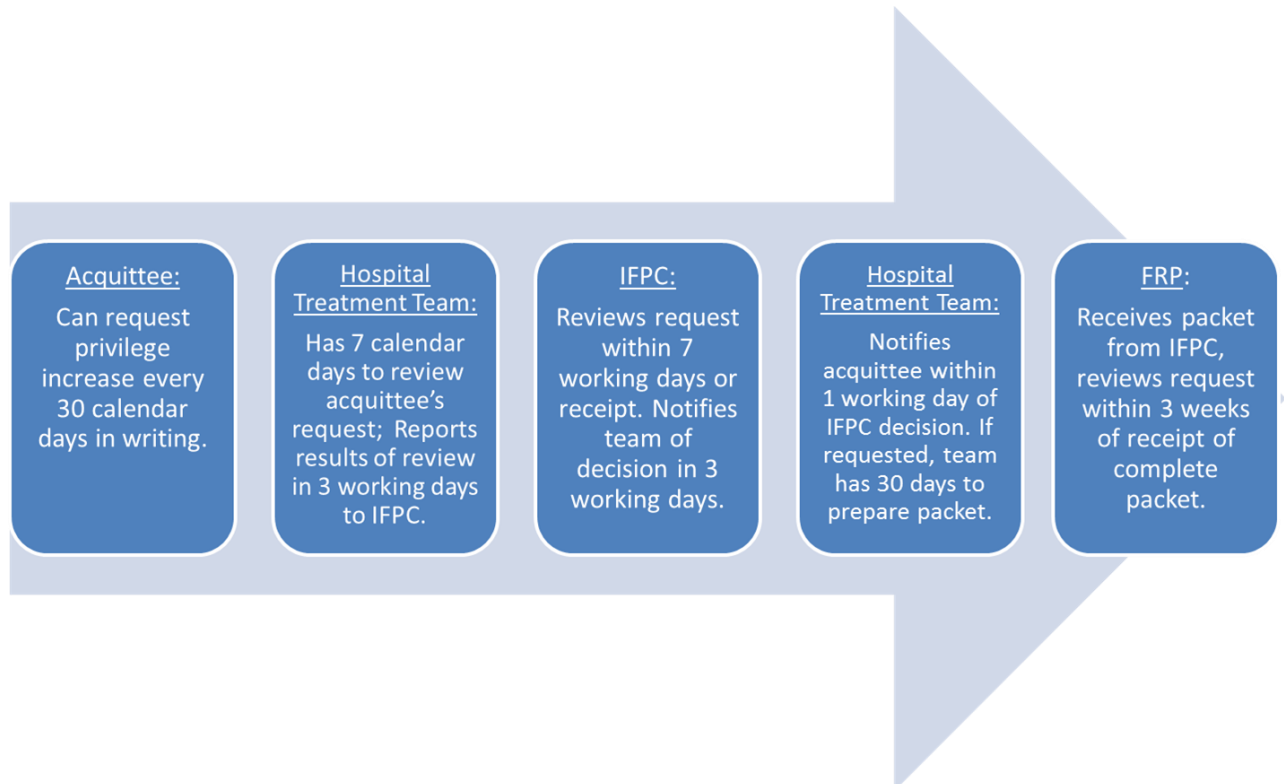 Acquittee:
Can request
privilege
increase every
30 calendar
days in writing.
Hospital
Treatment Team:
Has 7 calendar
days to review
acquittee’s
request; Reports
results of review
in 3 working days
to IFPC.
IFPC:
Reviews request
within 7
working days or
receipt. Notifies
team of
decision in 3
working days.
Hospital
Treatment Team:
Notifies
acquittee within
1 working day of
IFPC decision. If
requested, team
has 30 days to
prepare packet.
FRP:
Receives packet
from IFPC,
reviews request
within 3 weeks
of receipt of
complete
packet.